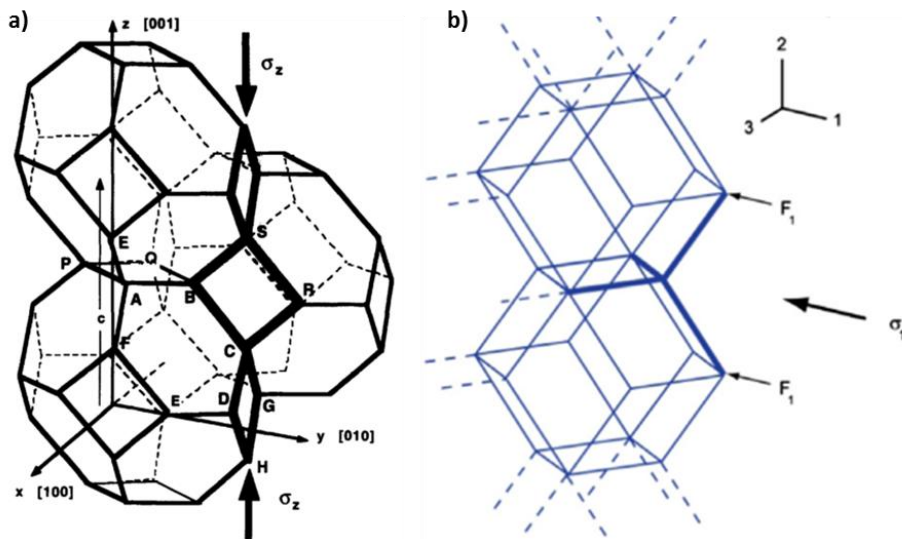 a)
z [001]
σz
S
E
P
Q
A
B
R
c
F
C
E
D
G
y [010]
x [100]
H
σz
b)
2
3
1
F1
σ1
F1